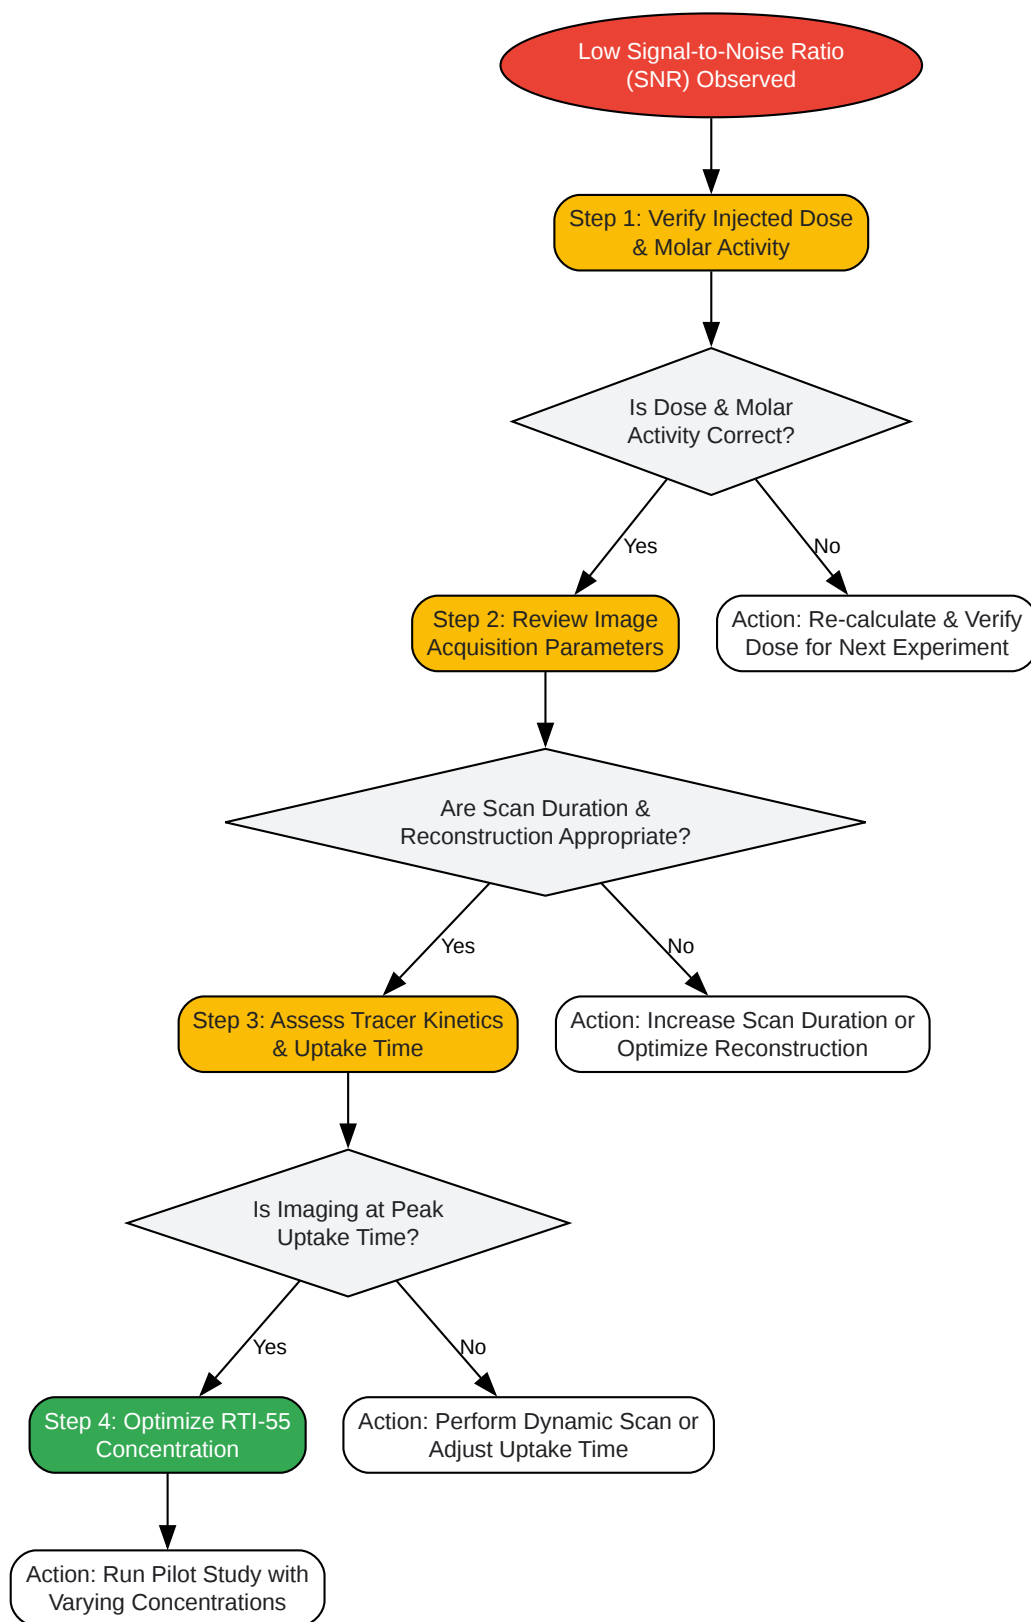 Low Signal-to-Noise Ratio
(SNR) Observed
Step 1: Verify Injected Dose
& Molar Activity
Is Dose & Molar
Activity Correct?
Yes
No
Step 2: Review Image
Acquisition Parameters
Action: Re-calculate & Verify
Dose for Next Experiment
Are Scan Duration &
Reconstruction Appropriate?
Yes
No
Step 3: Assess Tracer Kinetics
& Uptake Time
Action: Increase Scan Duration or
Optimize Reconstruction
Is Imaging at Peak
Uptake Time?
Yes
No
Step 4: Optimize RTI-55
Concentration
Action: Perform Dynamic Scan or
Adjust Uptake Time
Action: Run Pilot Study with
Varying Concentrations